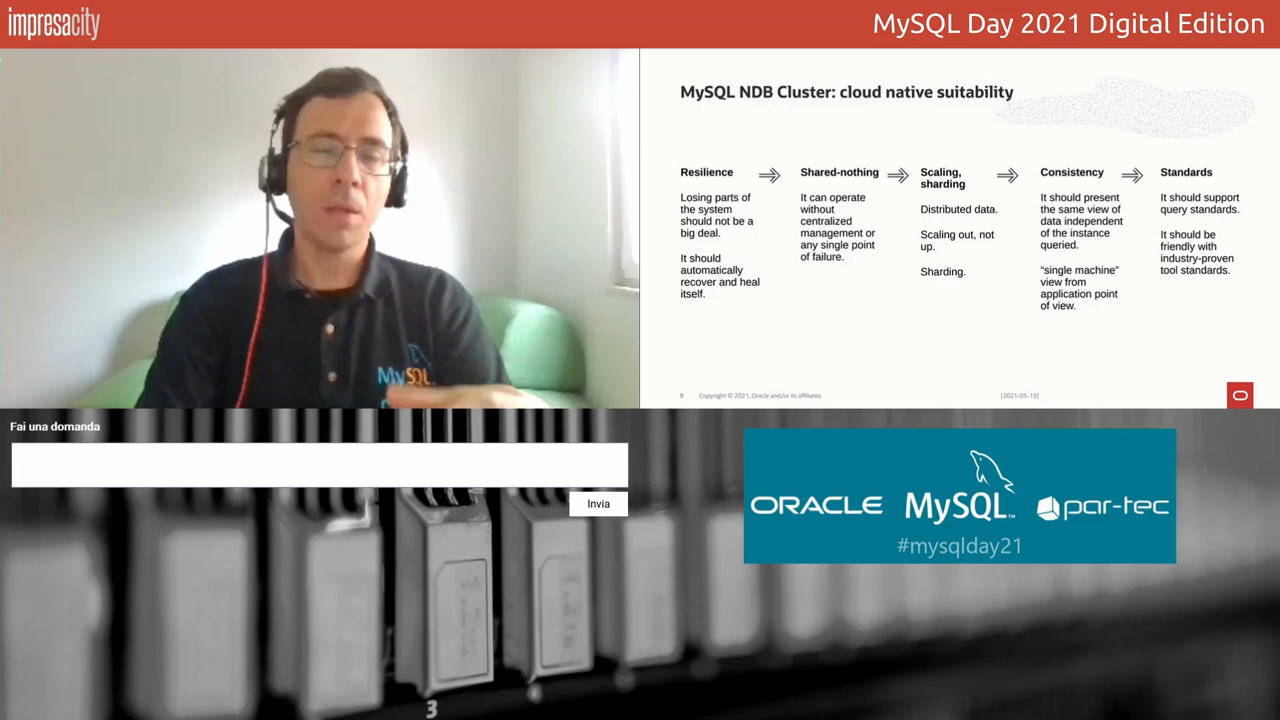 impresacity
MySQL Day 2021 Digital Edition
MySQL NDB Cluster: cloud native suitability
Resilience
Losing parts of
the system
should not be a
big deal.
It should
automatically
recover and heal
itself.
Shared-nothing
It can operate
without
centralized
management or
any single point
of failure.
Scaling,
sharding
Distributed data.
Scaling out, not
up.
Sharding.
Consistency
It should present
the same view of
data independent
of the instance
queried.
"single machine"
view from
application point
of view.
Standards
It should support
query standards.
It should be
friendly with
industry-proven
tool standards.
8 Copyright © 2021, Oracle and/or its affiliates
[2021-05-13]
MySQL
Fai una domanda
Invia
ORACLE MySQL™ par-tec
#mysqlday21
3
4